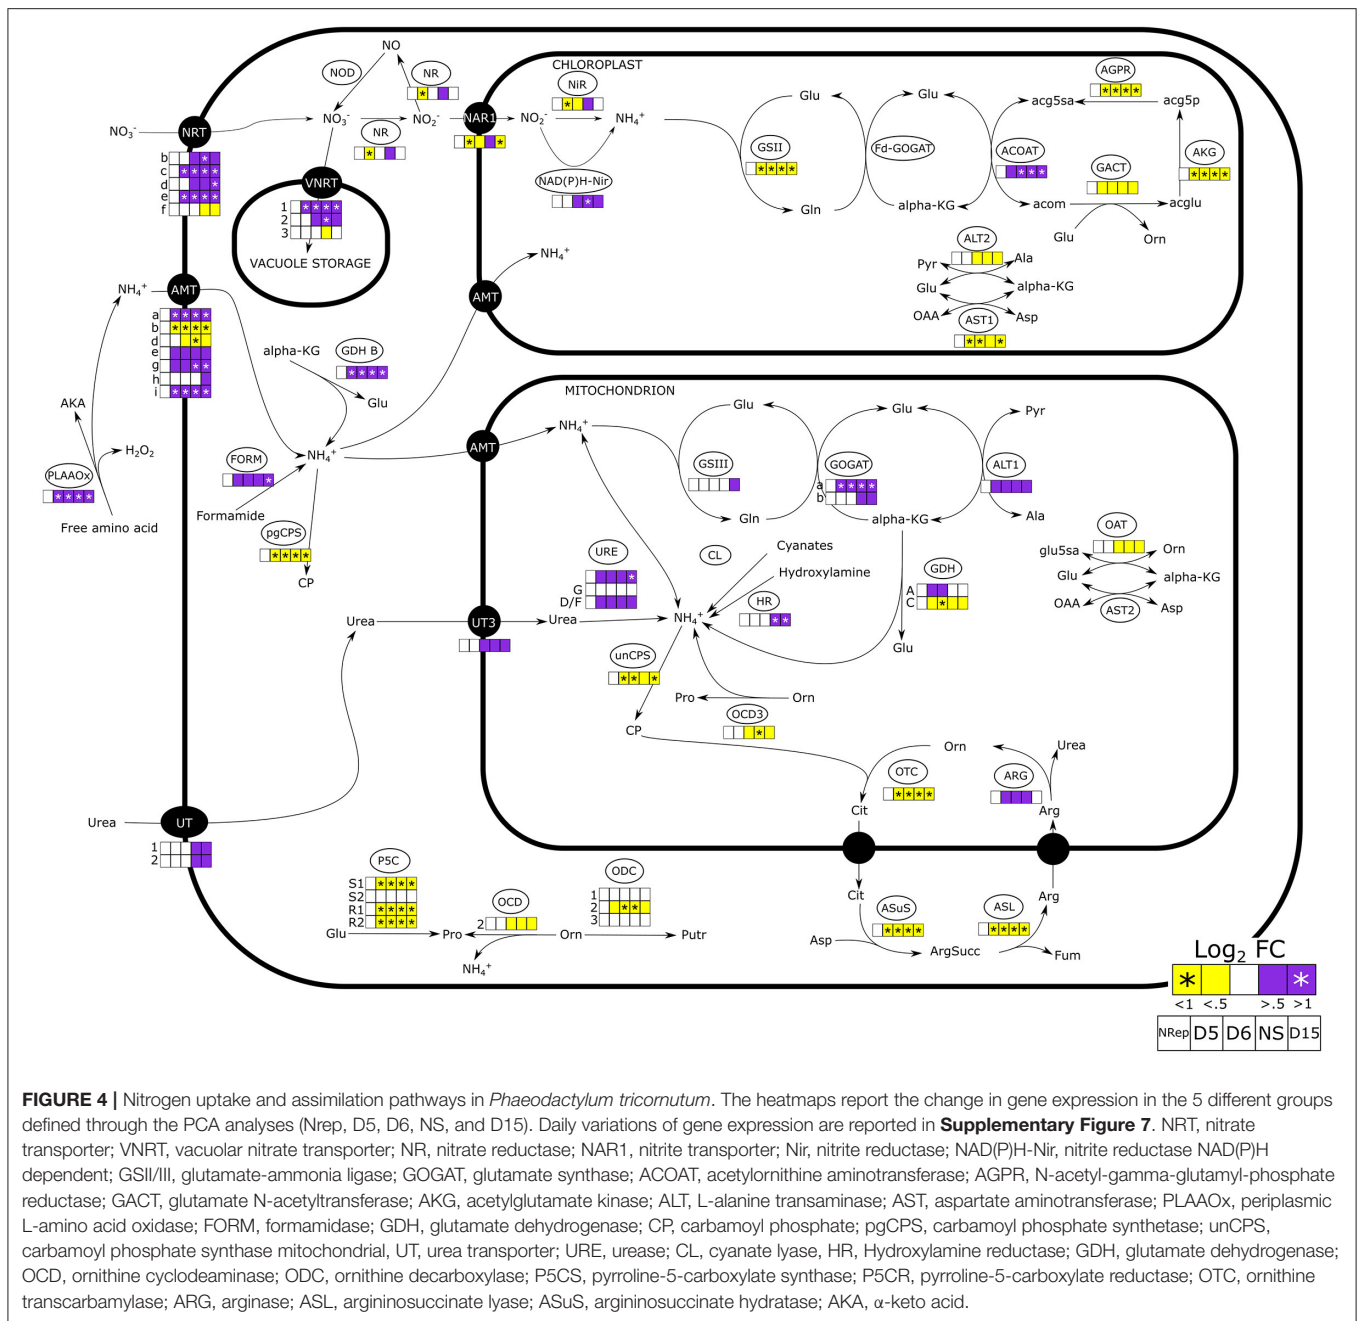 NO
CHLOROPLAST
NOD
NR
NiR
AGPR
NO₃⁻
NRT
NO₃⁻
NR
NO₂⁻
NAR1
NO₂⁻
NH₄⁺
Glu
Glu
acg5sa
acg5p
b
c
d
e
f
VNRT
1
2
3
VACUOLE STORAGE
NAD(P)H-Nir
GSII
Fd-GOGAT
ACOAT
GACT
AKG
Gln
alpha-KG
acom
acglu
Glu
Orn
NH₄⁺
AMT
ALT2
Pyr
Ala
Glu
alpha-KG
OAA
Asp
AST1
NH₄⁺
AMT
a
b
d
e
g
h
i
alpha-KG
GDH B
Glu
AKA
H₂O₂
PLAAOx
Free amino acid
FORM
NH₄⁺
Formamide
pgCPS
CP
MITOCHONDRION
AMT
NH₄⁺
Glu
Glu
Pyr
GSIII
GOGAT
a
b
ALT1
Gln
alpha-KG
Ala
URE
G
D/F
CL
Cyanates
Hydroxylamine
HR
GDH
A
C
OAT
glu5sa
Orn
Glu
alpha-KG
OAA
Asp
AST2
Urea
UT3
Urea
NH₄⁺
Glu
unCPS
Pro
Orn
OCD3
CP
Orn
Urea
OTC
ARG
Cit
Arg
Urea
UT
1
2
P5C
S1
S2
R1
R2
Glu
Pro
OCD
2
NH₄⁺
Orn
ODC
1
2
3
Putr
Cit
Arg
ASuS
ASL
Asp
ArgSucc
Fum
Log₂ FC
<1 <.5 >.5 >1
NRep D5 D6 NS D15
FIGURE 4 | Nitrogen uptake and assimilation pathways in Phaeodactylum tricornutum. The heatmaps report the change in gene expression in the 5 different groups
defined through the PCA analyses (Nrep, D5, D6, NS, and D15). Daily variations of gene expression are reported in Supplementary Figure 7. NRT, nitrate
transporter; VNRT, vacuolar nitrate transporter; NR, nitrate reductase; NAR1, nitrite transporter; Nir, nitrite reductase; NAD(P)H-Nir, nitrite reductase NAD(P)H
dependent; GSII/III, glutamate-ammonia ligase; GOGAT, glutamate synthase; ACOAT, acetylornithine aminotransferase; AGPR, N-acetyl-gamma-glutamyl-phosphate
reductase; GACT, glutamate N-acetyltransferase; AKG, acetylglutamate kinase; ALT, L-alanine transaminase; AST, aspartate aminotransferase; PLAAOx, periplasmic
L-amino acid oxidase; FORM, formamidase; GDH, glutamate dehydrogenase; CP, carbamoyl phosphate; pgCPS, carbamoyl phosphate synthetase; unCPS,
carbamoyl phosphate synthase mitochondrial, UT, urea transporter; URE, urease; CL, cyanate lyase, HR, Hydroxylamine reductase; GDH, glutamate dehydrogenase;
OCD, ornithine cyclodeaminase; ODC, ornithine decarboxylase; P5CS, pyrroline-5-carboxylate synthase; P5CR, pyrroline-5-carboxylate reductase; OTC, ornithine
transcarbamylase; ARG, arginase; ASL, argininosuccinate lyase; ASuS, argininosuccinate hydratase; AKA, α-keto acid.